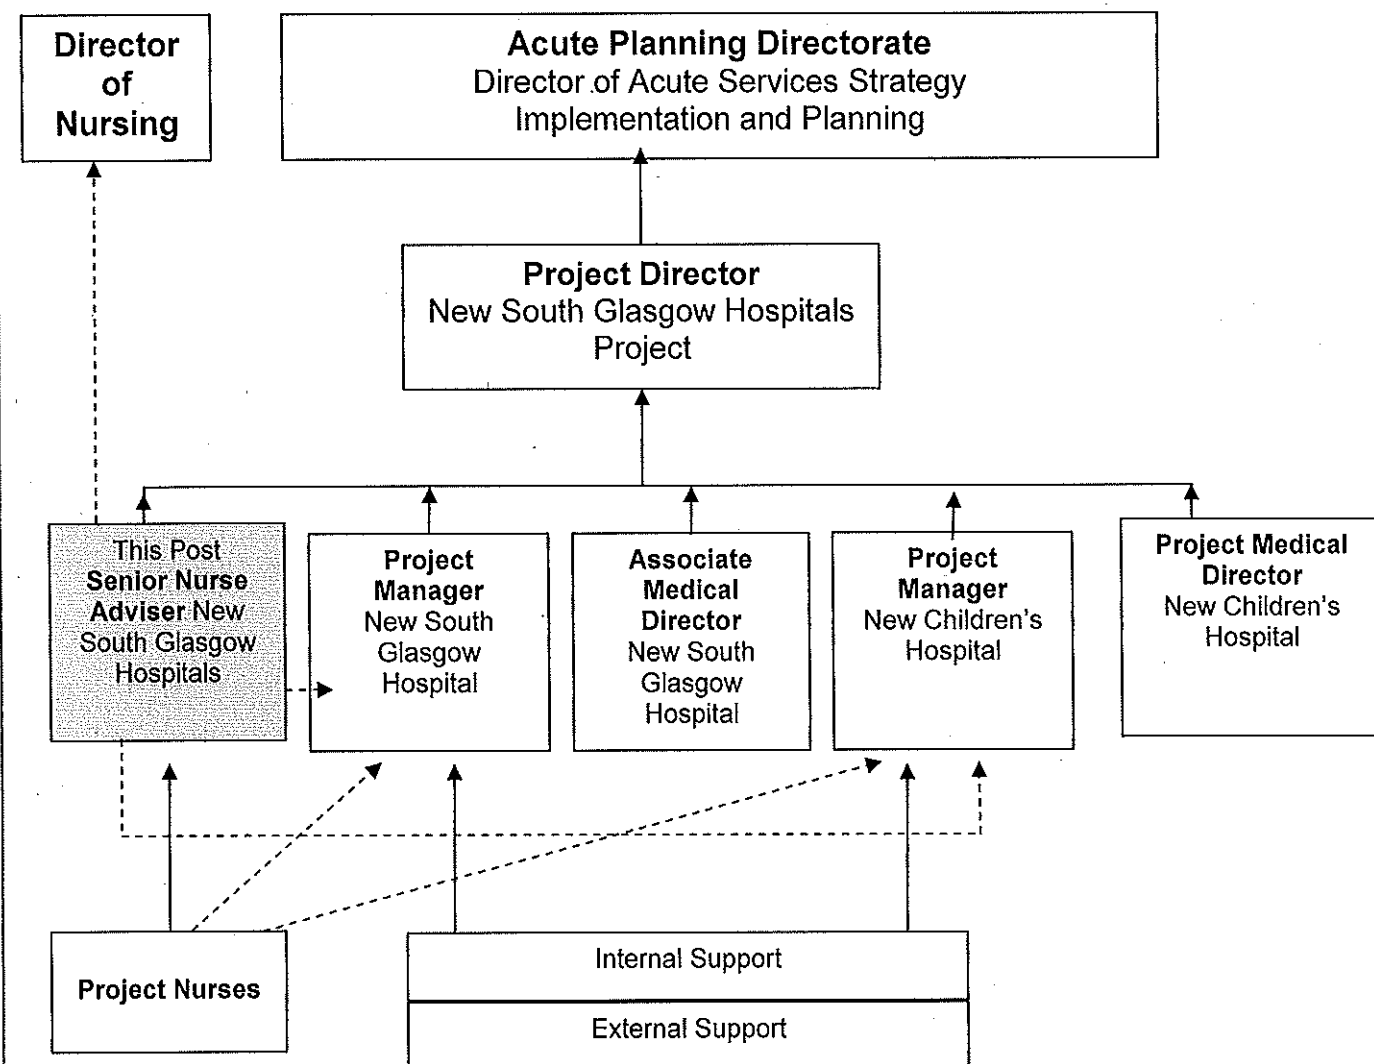 Director
of
Nursing
Acute Planning Directorate
Director of Acute Services Strategy
Implementation and Planning
Project Director
New South Glasgow Hospitals
Project
This Post
Senior Nurse
Adviser New
South Glasgow
Hospitals
Project
Manager
New South
Glasgow
Hospital
Associate
Medical
Director
New South
Glasgow
Hospital
Project
Manager
New Children's
Hospital
Project Medical
Director
New Children's
Hospital
Project Nurses
Internal Support
External Support